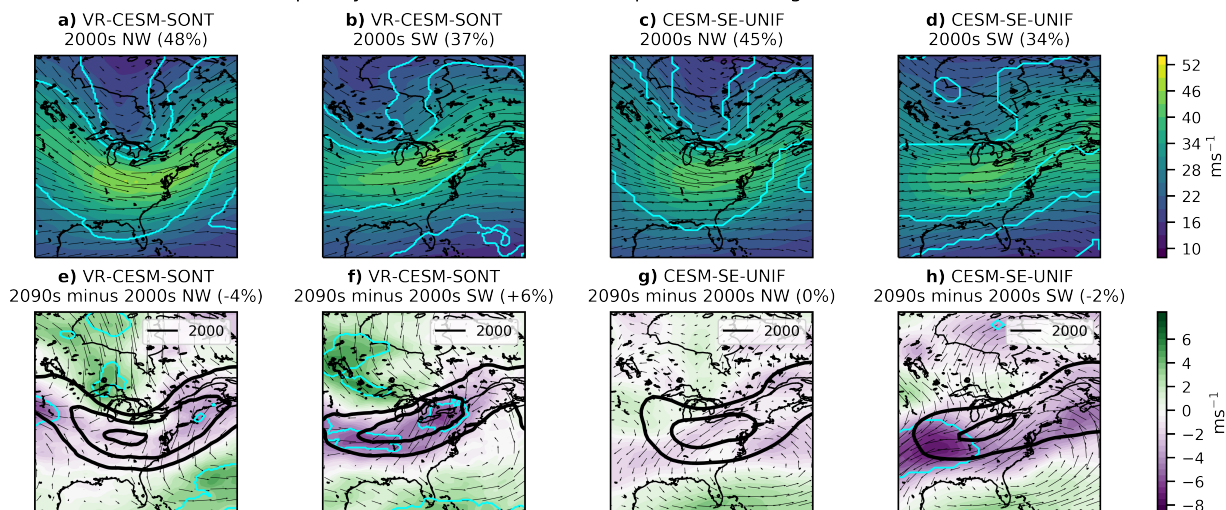 a) VR-CESM-SONT
2000s NW (48%)
b) VR-CESM-SONT
2000s SW (37%)
c) CESM-SE-UNIF
2000s NW (45%)
d) CESM-SE-UNIF
2000s SW (34%)
52
46
40
34
28
22
16
10
ms⁻¹
e) VR-CESM-SONT
2090s minus 2000s NW (-4%)
f) VR-CESM-SONT
2090s minus 2000s SW (+6%)
g) CESM-SE-UNIF
2090s minus 2000s NW (0%)
h) CESM-SE-UNIF
2090s minus 2000s SW (-2%)
2000
2000
2000
2000
6
4
2
0
−2
−4
−6
−8
ms⁻¹